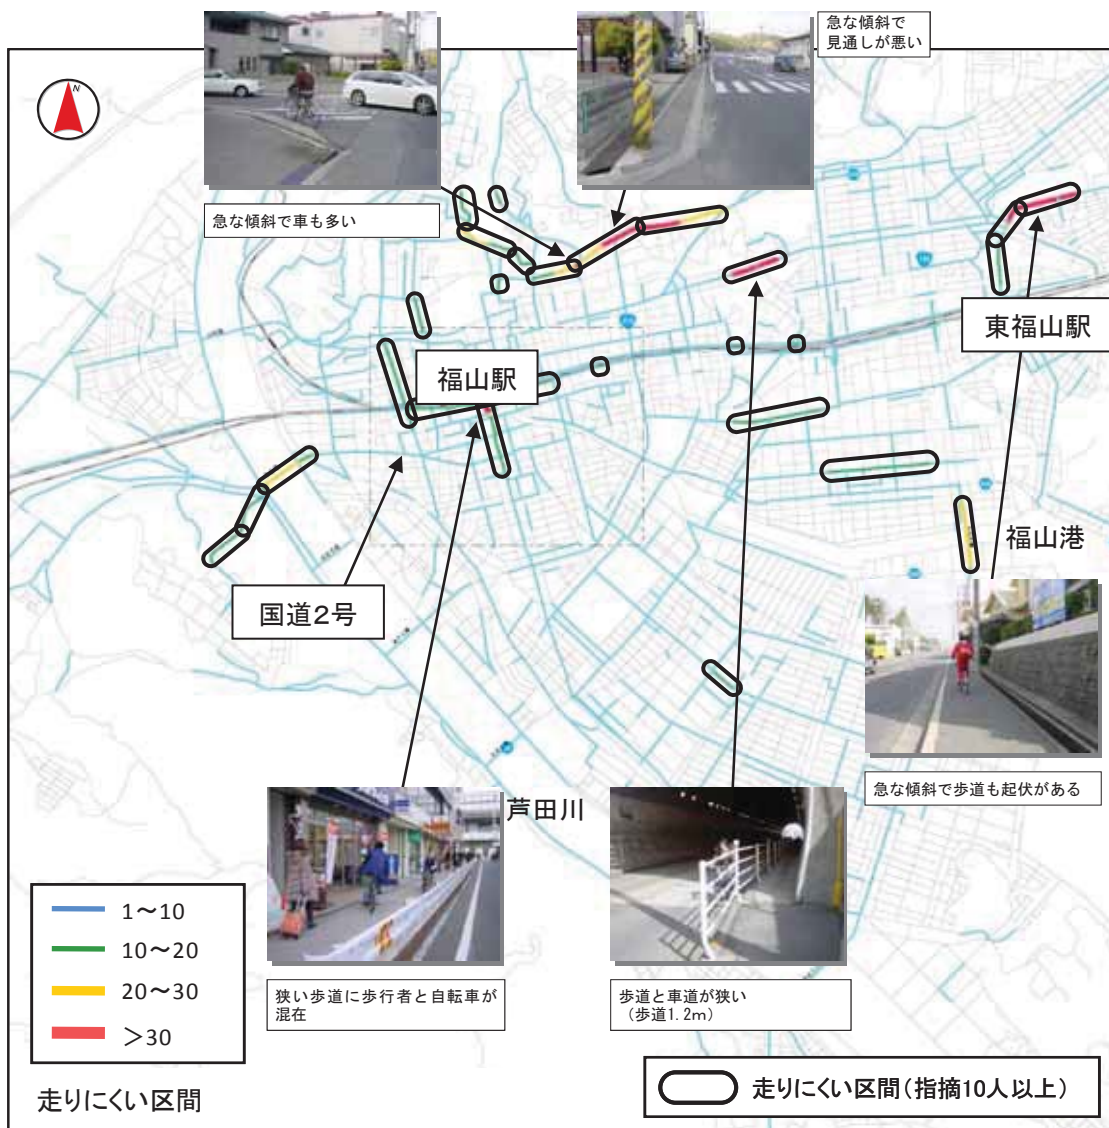 急な傾斜で
見通しが悪い
N
急な傾斜で車も多い
東福山駅
福山駅
福山港
国道2号
急な傾斜で歩道も起伏がある
芦田川
1～10
10～20
20～30
＞30
狭い歩道に歩行者と自転車が
混在
歩道と車道が狭い
（歩道1.2m）
走りにくい区間
走りにくい区間（指摘10人以上）